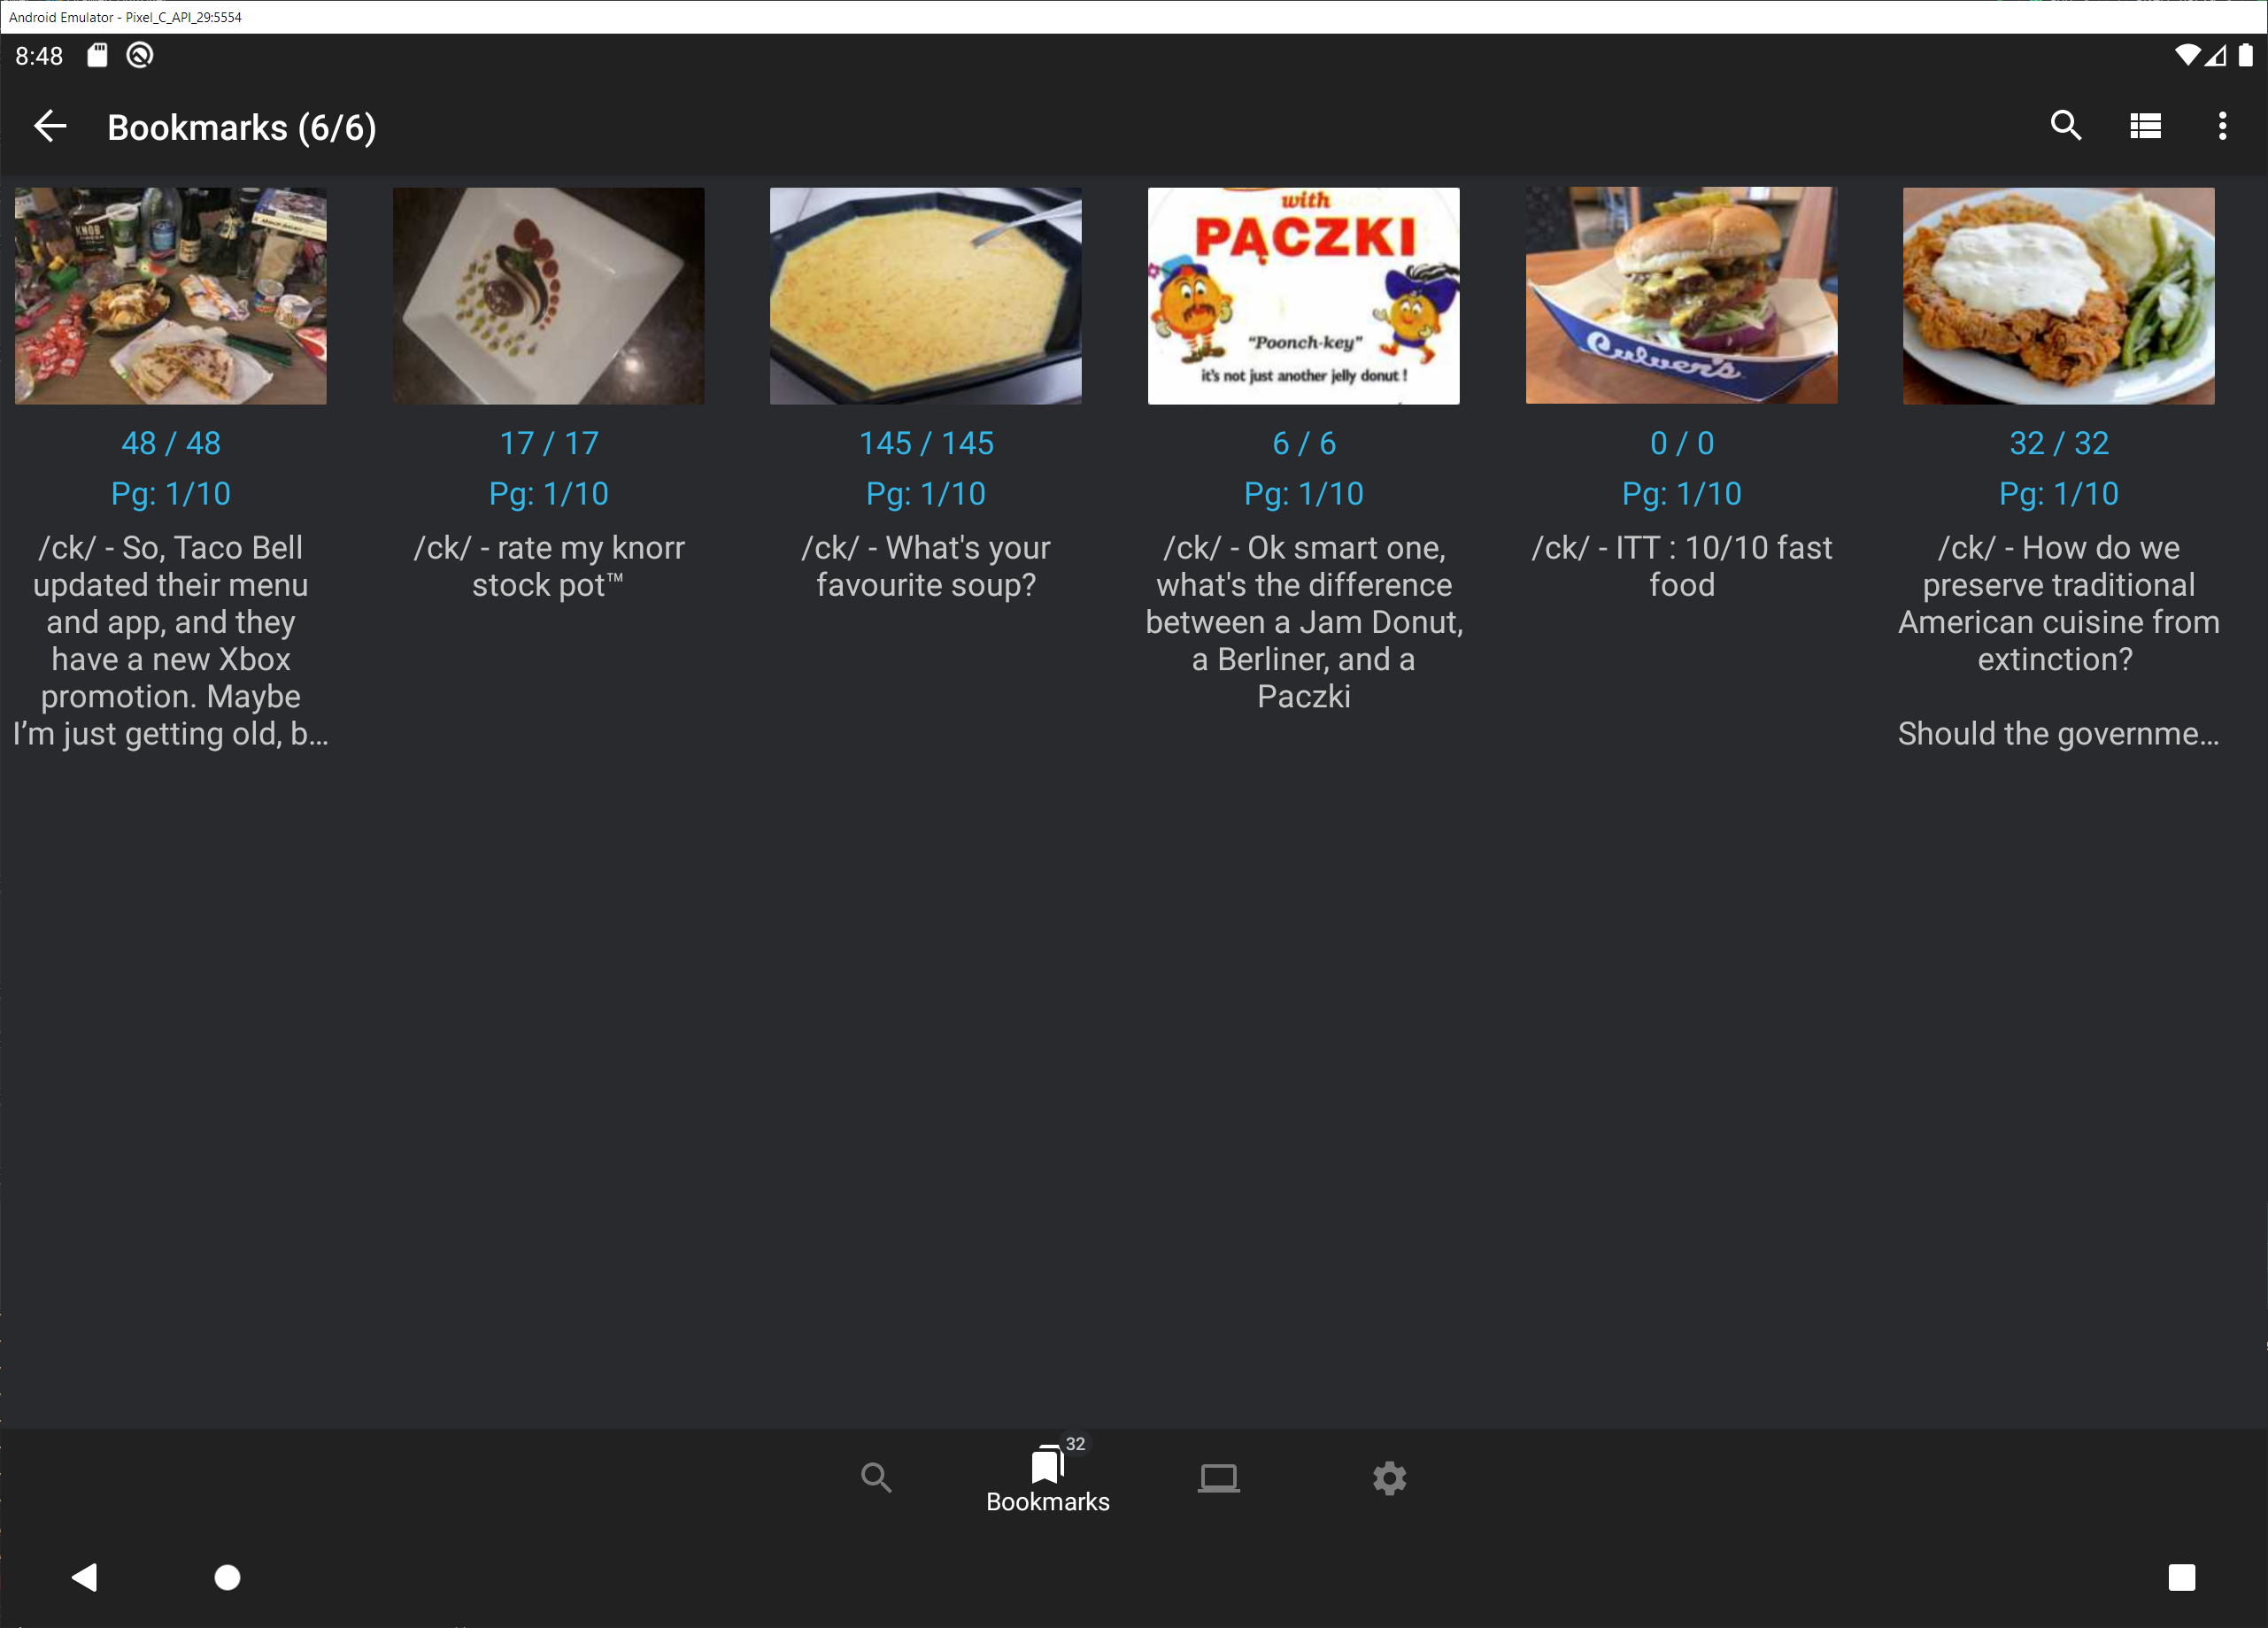 Android Emulator - Pixel_C_API_29:5554
8:48
Bookmarks (6/6)
KNOB
with
PĄCZKI
"Poonch-key"
it's not just another jelly donut !
Culver's
48 / 48
Pg: 1/10
/ck/ - So, Taco Bell
updated their menu
and app, and they
have a new Xbox
promotion. Maybe
I’m just getting old, b…
17 / 17
Pg: 1/10
/ck/ - rate my knorr
stock pot™
145 / 145
Pg: 1/10
/ck/ - What's your
favourite soup?
6 / 6
Pg: 1/10
/ck/ - Ok smart one,
what's the difference
between a Jam Donut,
a Berliner, and a
Paczki
0 / 0
Pg: 1/10
/ck/ - ITT : 10/10 fast
food
32 / 32
Pg: 1/10
/ck/ - How do we
preserve traditional
American cuisine from
extinction?
Should the governme…
32
Bookmarks